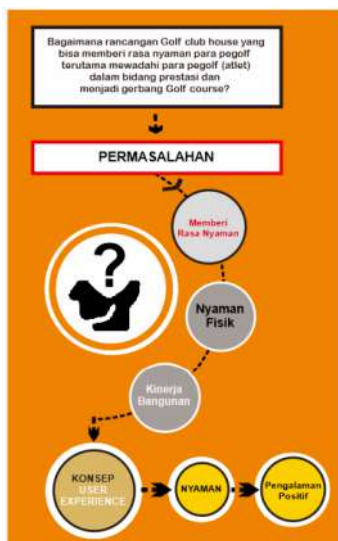 Bagaimana rancangan Golf club house yang
bisa memberi rasa nyaman para pegolf
terutama mewadahi para pegolf (atlet)
dalam bidang prestasi dan
menjadi gerbang Golf course?
PERMASALAHAN
Memberi
Rasa Nyaman
?
Nyaman
Fisik
Kinerja
Bangunan
KONSEP
USER
EXPERIENCE
NYAMAN
Pengalaman
Positif